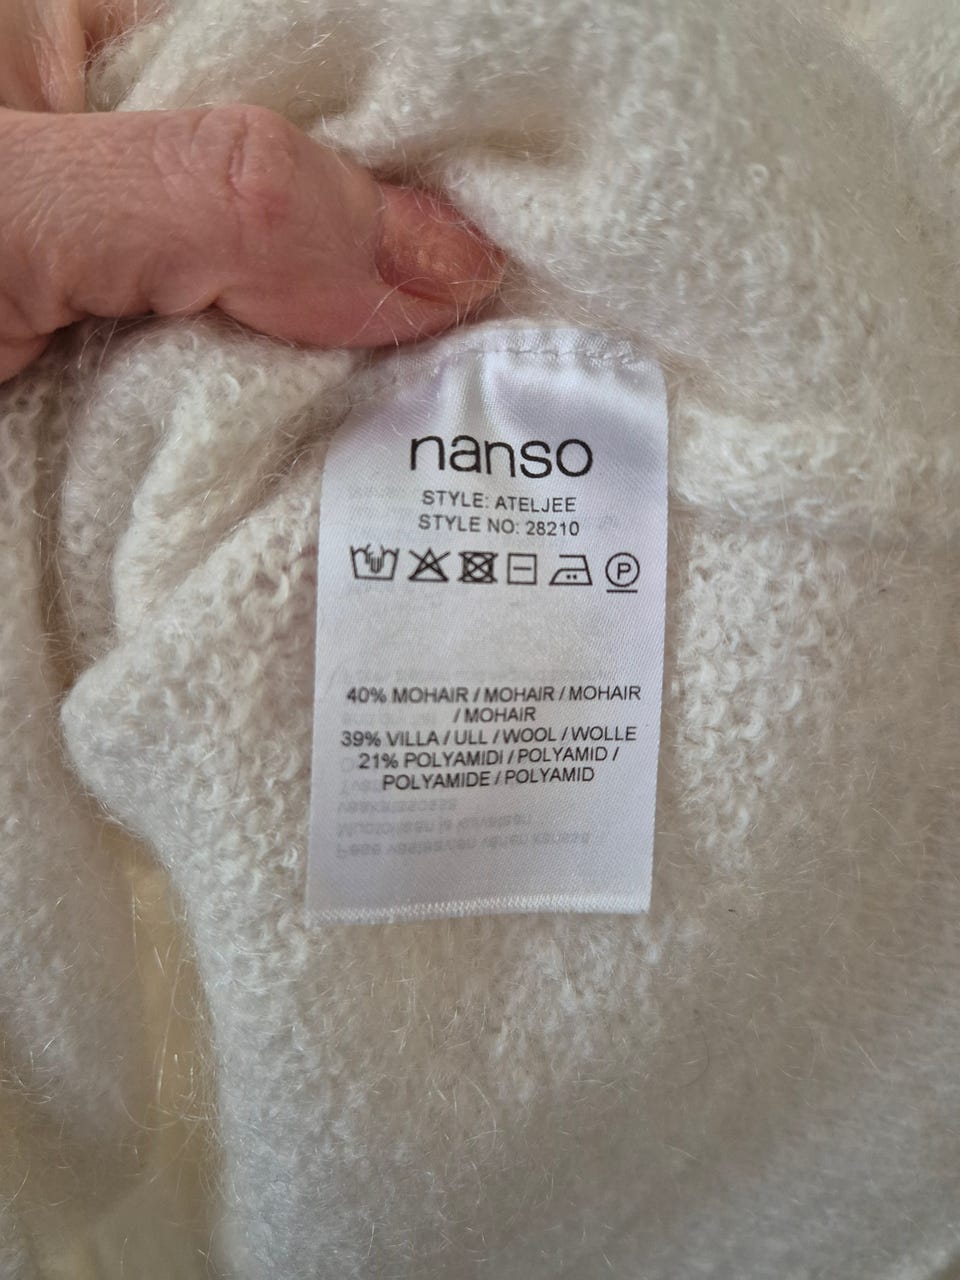 nanso
STYLE: ATELJEE
STYLE NO: 28210
P
40% MOHAIR / MOHAIR / MOHAIR
/ MOHAIR
39% VILLA / ULL / WOOL / WOLLE
21% POLYAMIDI / POLYAMID /
POLYAMIDE / POLYAMID